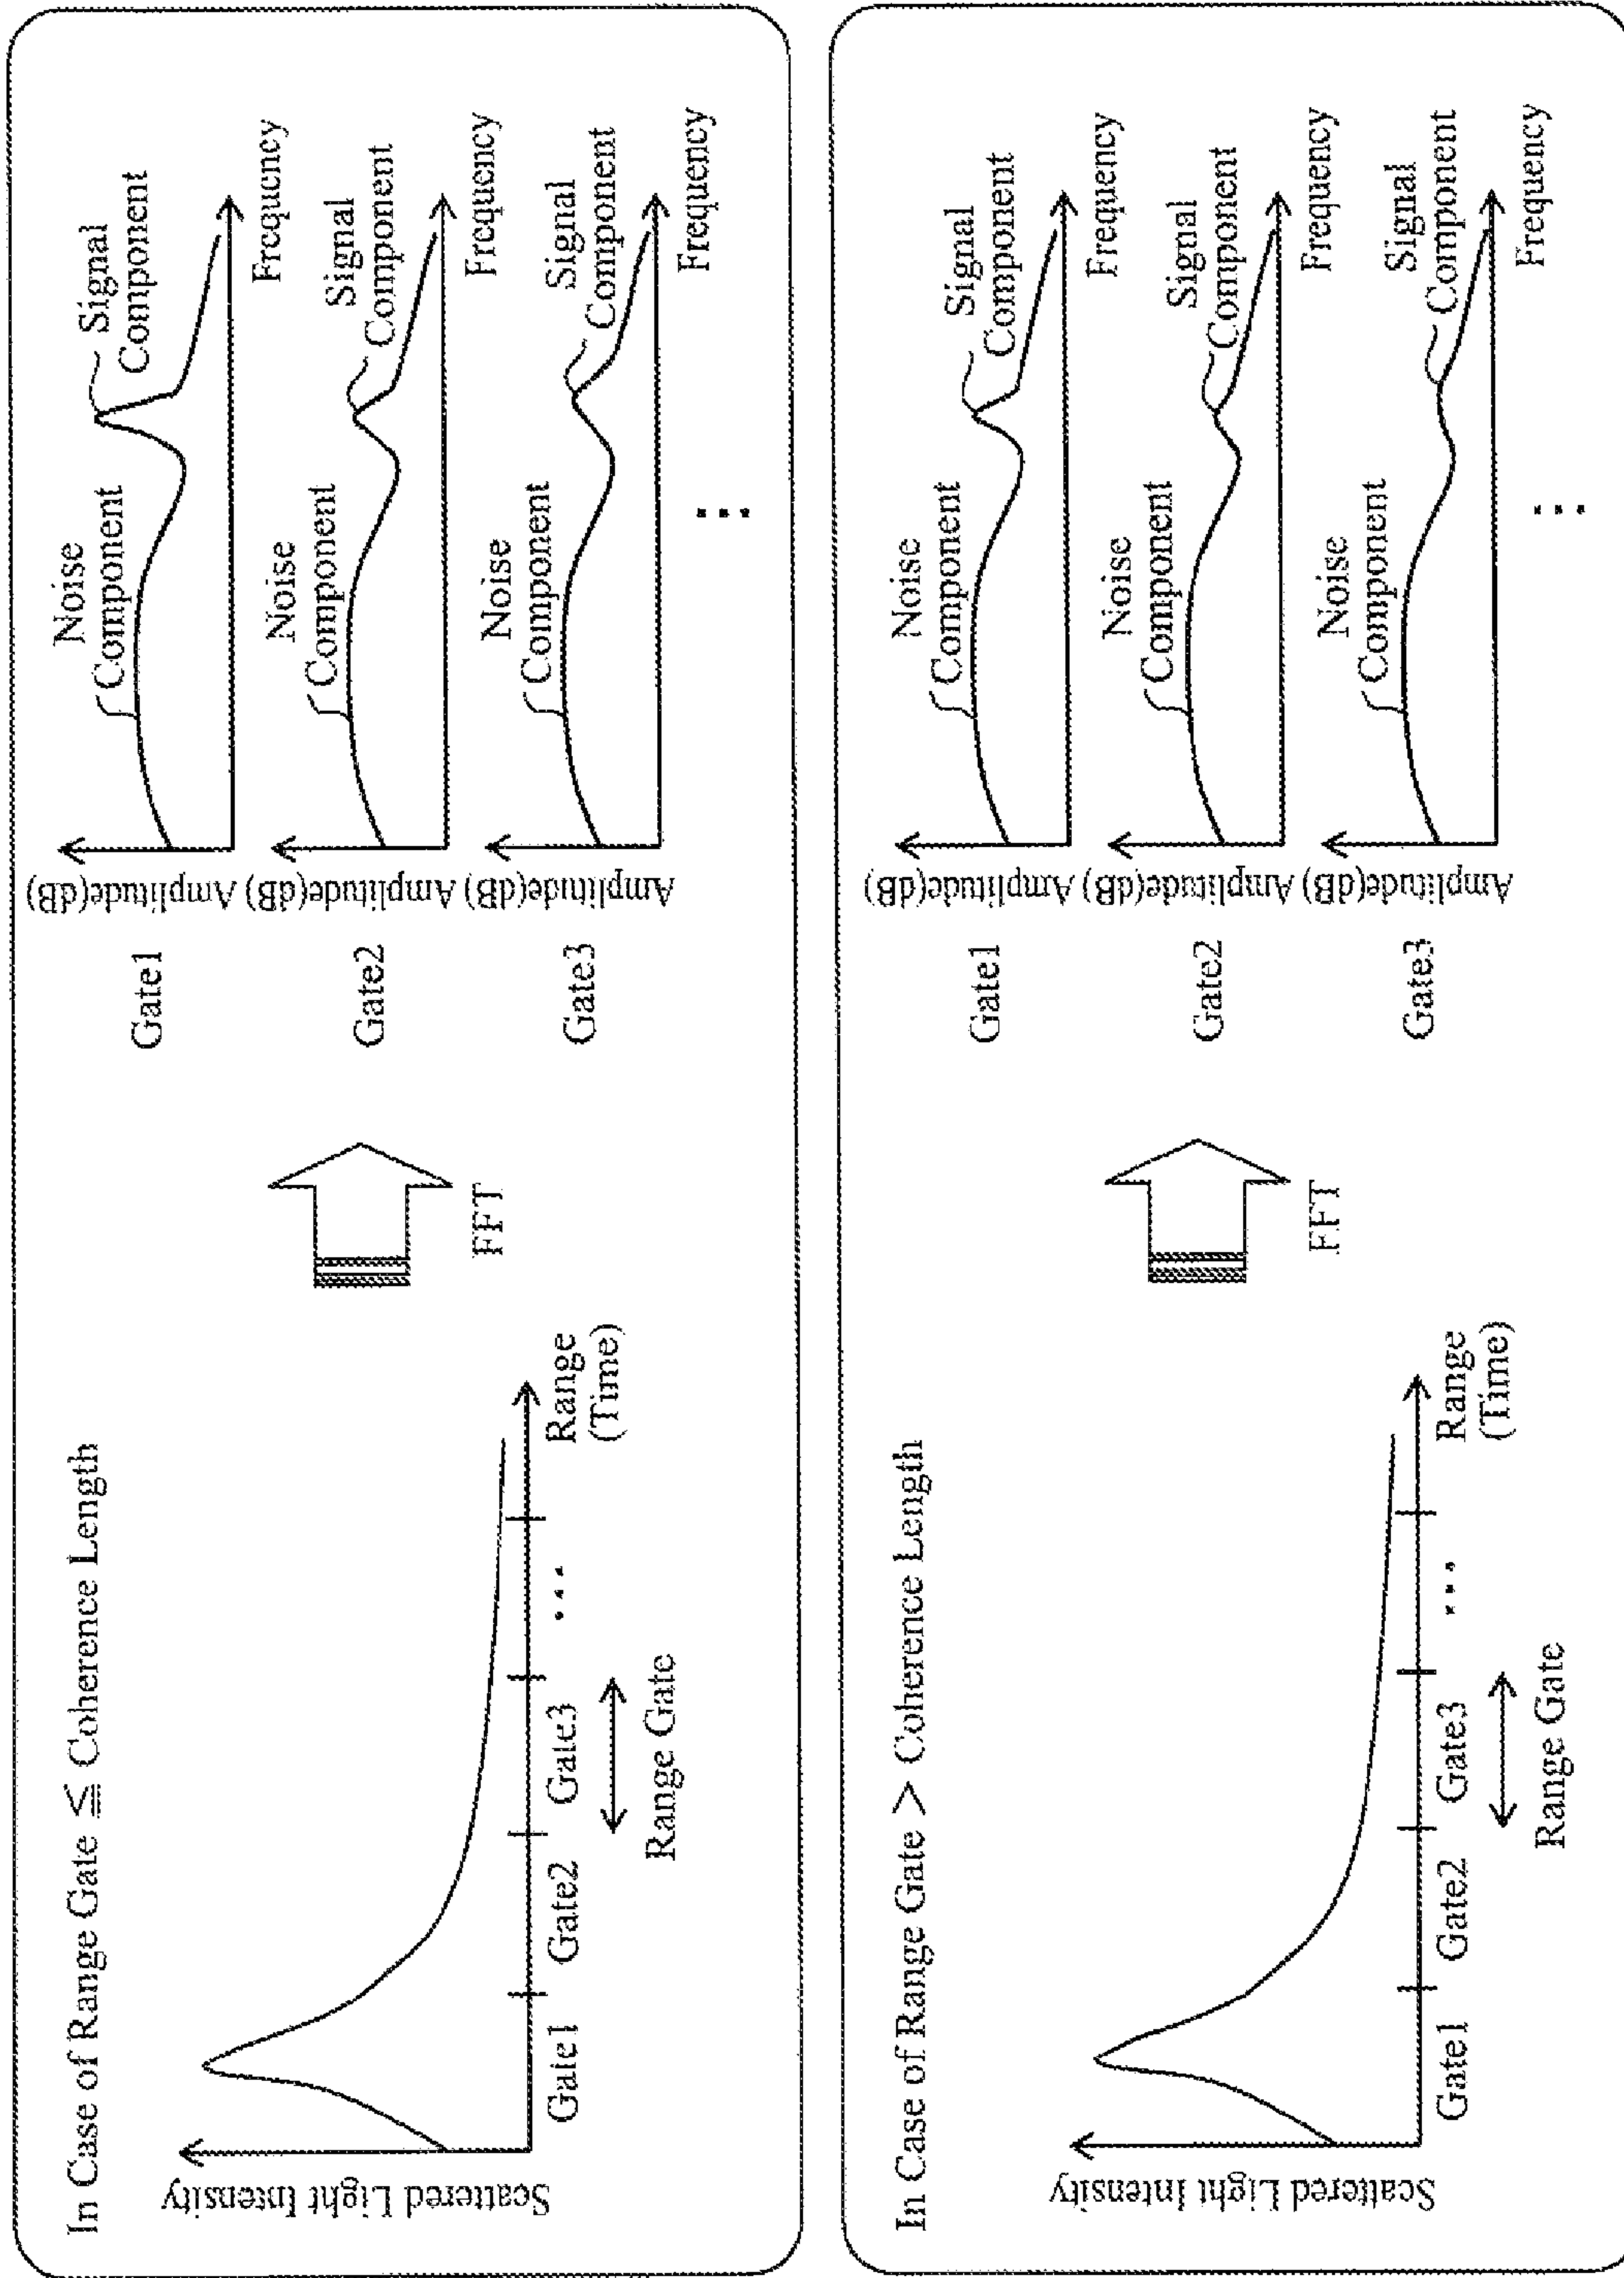 In Case of Range Gate ≦ Coherence Length
Scattered Light Intensity
Gate1
Gate2
Gate3
...
Range
(Time)
Range Gate
FFT
Gate1
Amplitude(dB)
Noise
Component
Signal
Component
Frequency
Gate2
Amplitude(dB)
Noise
Component
Signal
Component
Frequency
Gate3
Amplitude(dB)
Noise
Component
Signal
Component
Frequency
...
In Case of Range Gate > Coherence Length
Scattered Light Intensity
Gate1
Gate2
Gate3
...
Range
(Time)
Range Gate
FFT
Gate1
Amplitude(dB)
Noise
Component
Signal
Component
Frequency
Gate2
Amplitude(dB)
Noise
Component
Signal
Component
Frequency
Gate3
Amplitude(dB)
Noise
Component
Signal
Component
Frequency
...